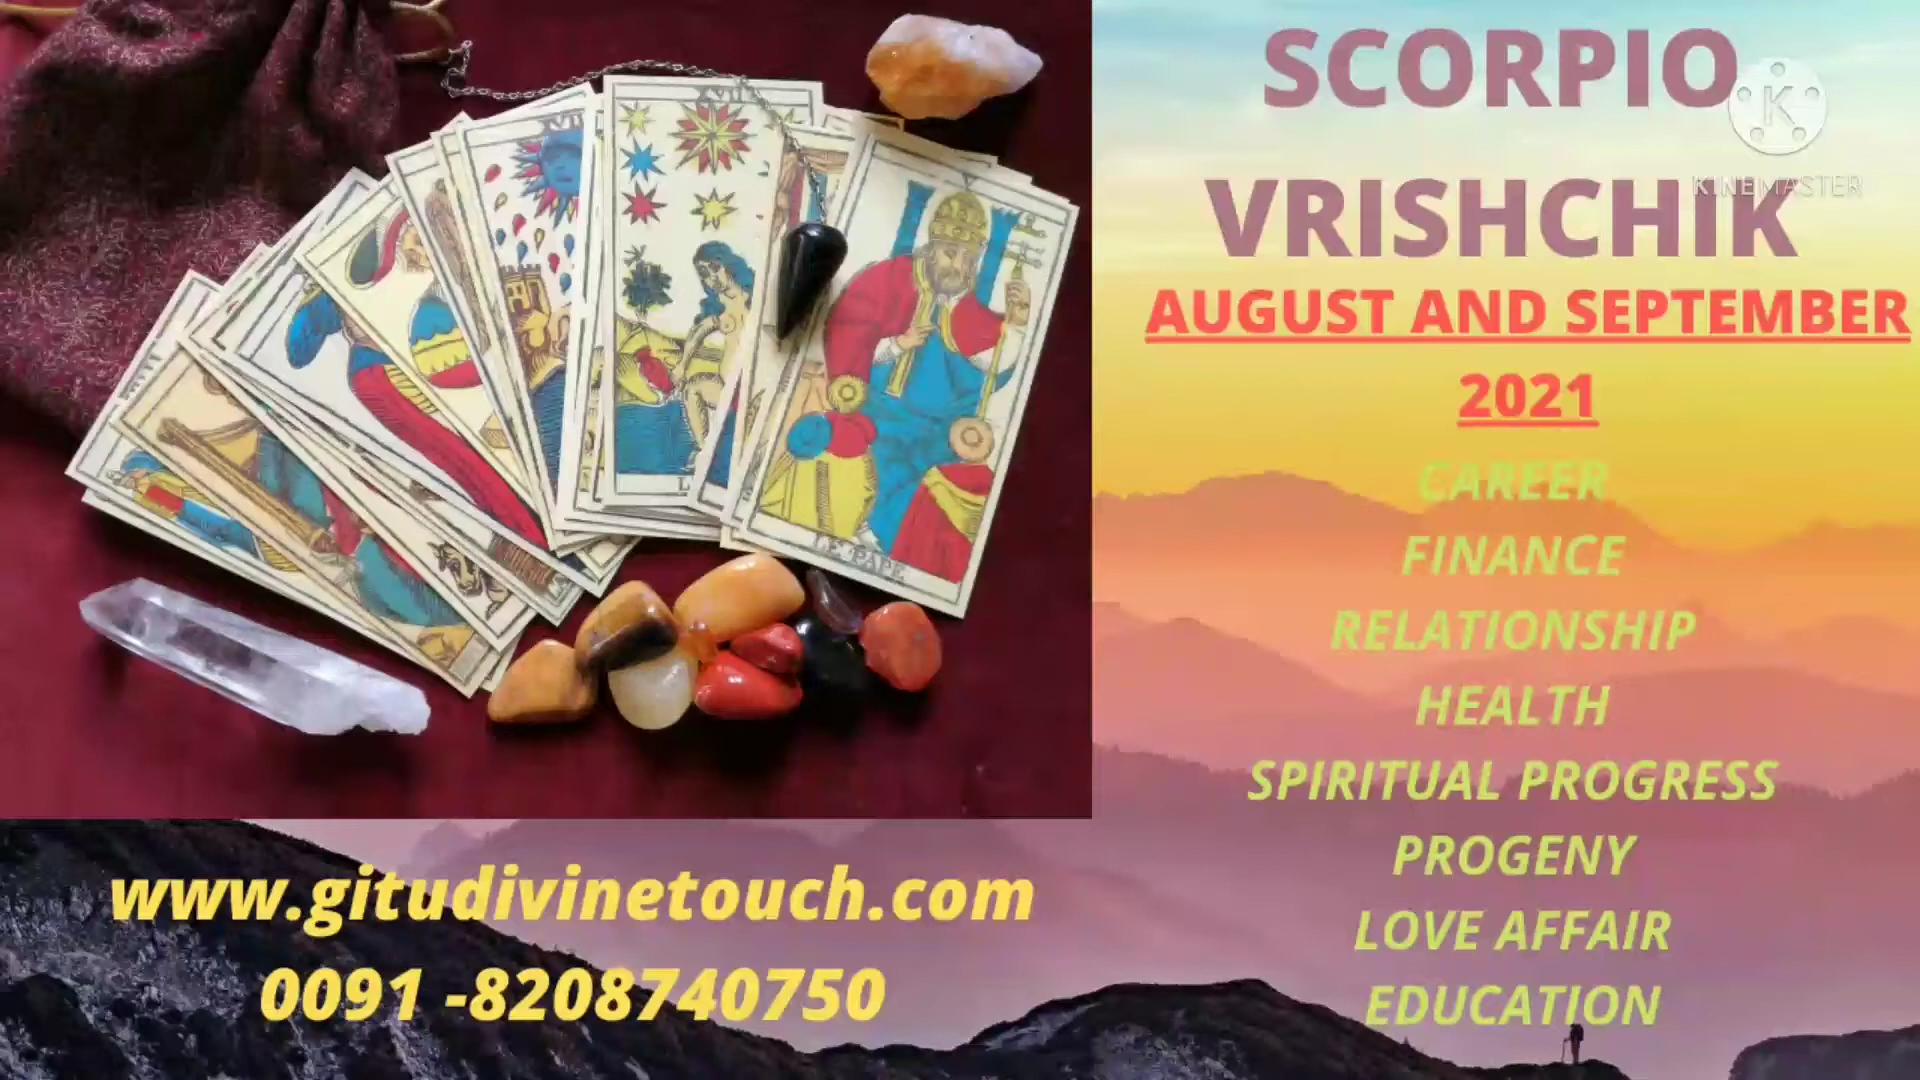 SCORPIO
VRISHCHIK
KINEMASTER
AUGUST AND SEPTEMBER
2021
CAREER
FINANCE
RELATIONSHIP
HEALTH
SPIRITUAL PROGRESS
PROGENY
LOVE AFFAIR
EDUCATION
LE PAPE
www.gitudivinetouch.com
0091 -8208740750